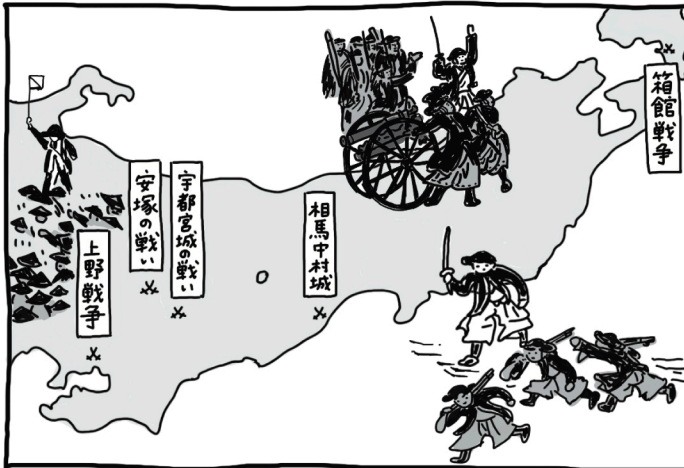 箱館戦争
相馬中村城
宇都宮城の戦い
安塚の戦い
上野戦争